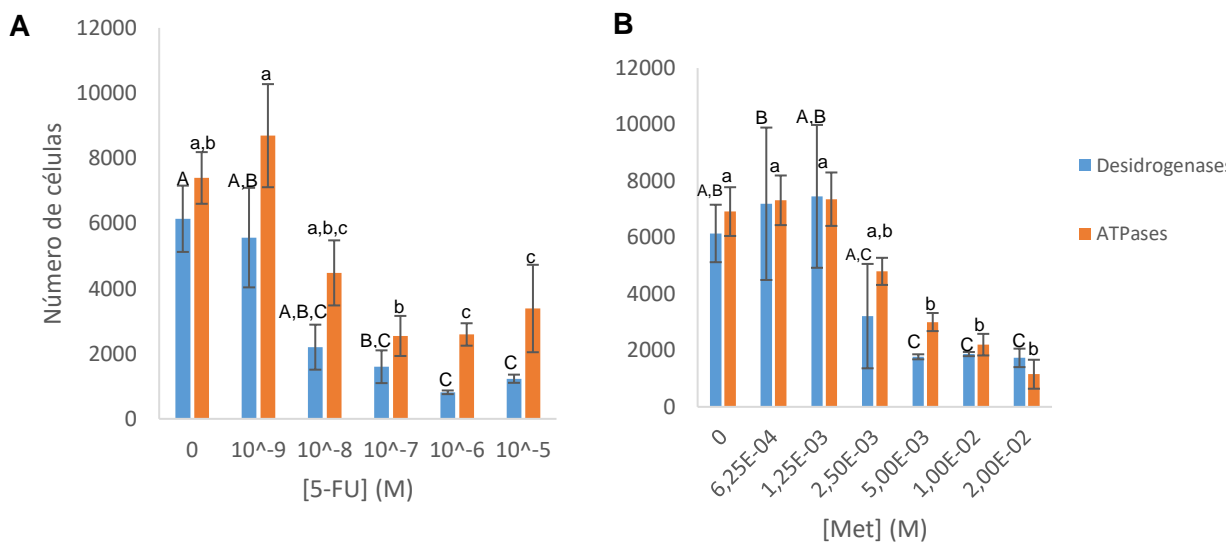 A
12000
10000
8000
6000
4000
2000
0
Número de células
A
a,b
A,B
a
A,B,C
a,b,c
B,C
b
C
c
C
c
0
10^-9
10^-8
10^-7
10^-6
10^-5
[5-FU] (M)
B
12000
10000
8000
6000
4000
2000
0
A,B
a
B
a
A,B
a
A,C
a,b
C
b
C
b
C
b
0
6,25E-04
1,25E-03
2,50E-03
5,00E-03
1,00E-02
2,00E-02
[Met] (M)
Desidrogenases
ATPases